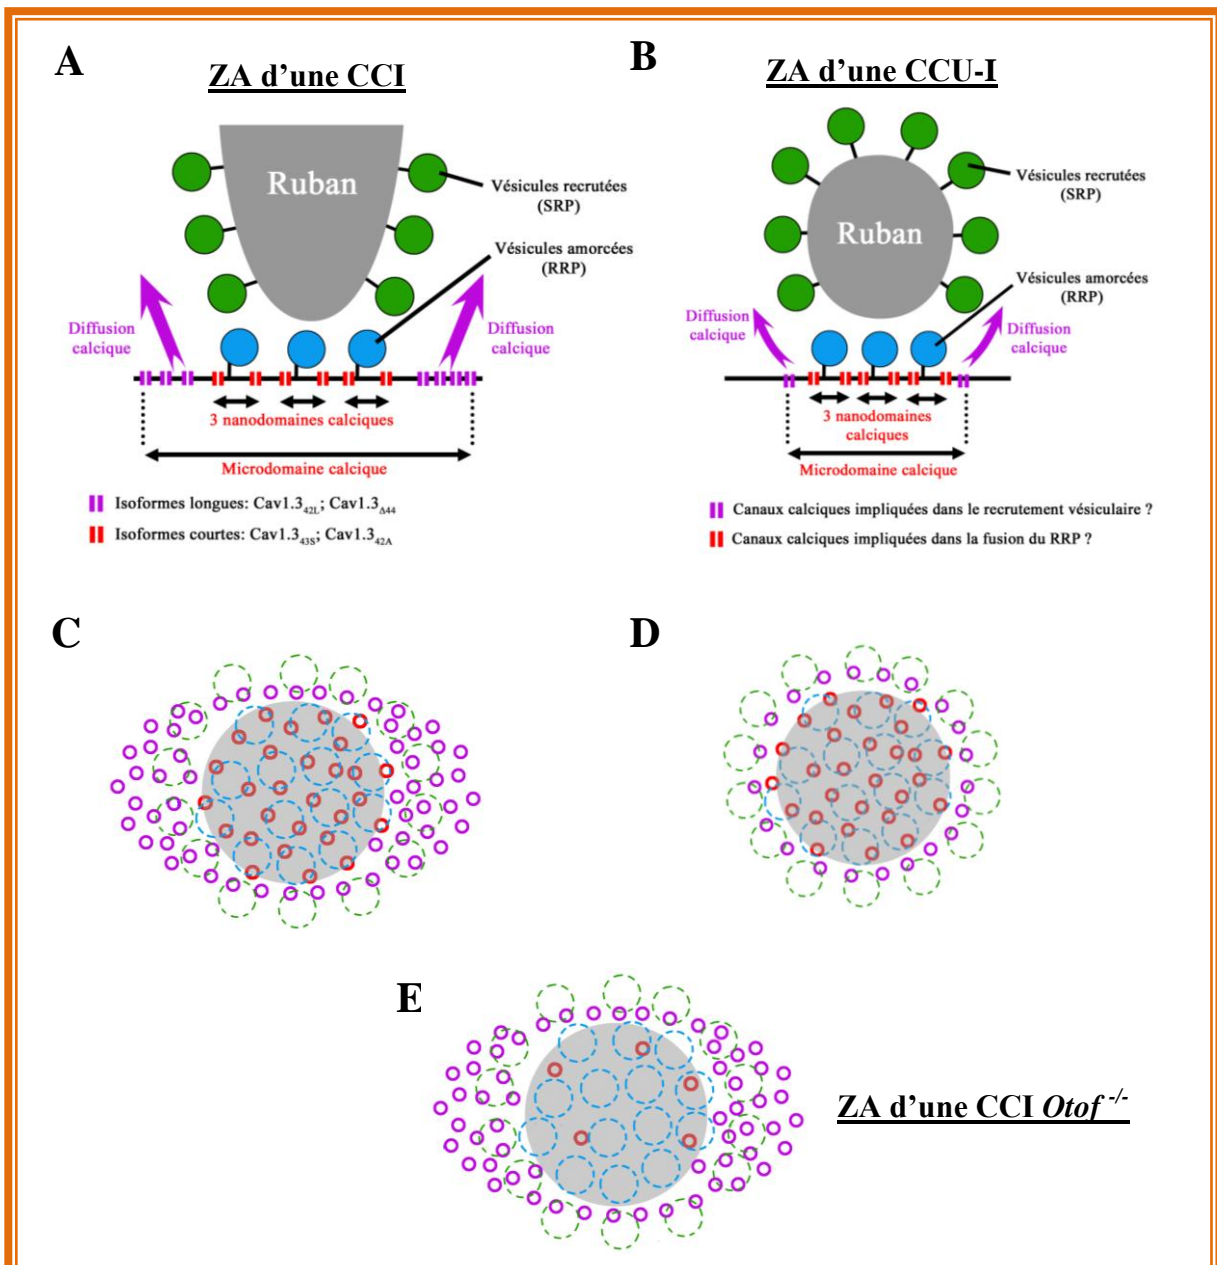 A
ZA d'une CCI
Ruban
Vésicules recrutées
(SRP)
Vésicules amorcées
(RRP)
Diffusion
calcique
Diffusion
calcique
3 nanodomaines calciques
Microdomaine calcique
Isoformes longues: Cav1.3₄₂L; Cav1.3Δ₄₄
Isoformes courtes: Cav1.3₄₃S; Cav1.3₄₂A
B
ZA d'une CCU-I
Ruban
Vésicules recrutées
(SRP)
Vésicules amorcées
(RRP)
Diffusion
calcique
Diffusion
calcique
3 nanodomaines
calciques
Microdomaine calcique
Canaux calciques impliquées dans le recrutement vésiculaire ?
Canaux calciques impliquées dans la fusion du RRP ?
C
D
E
ZA d'une CCI Otof -/-